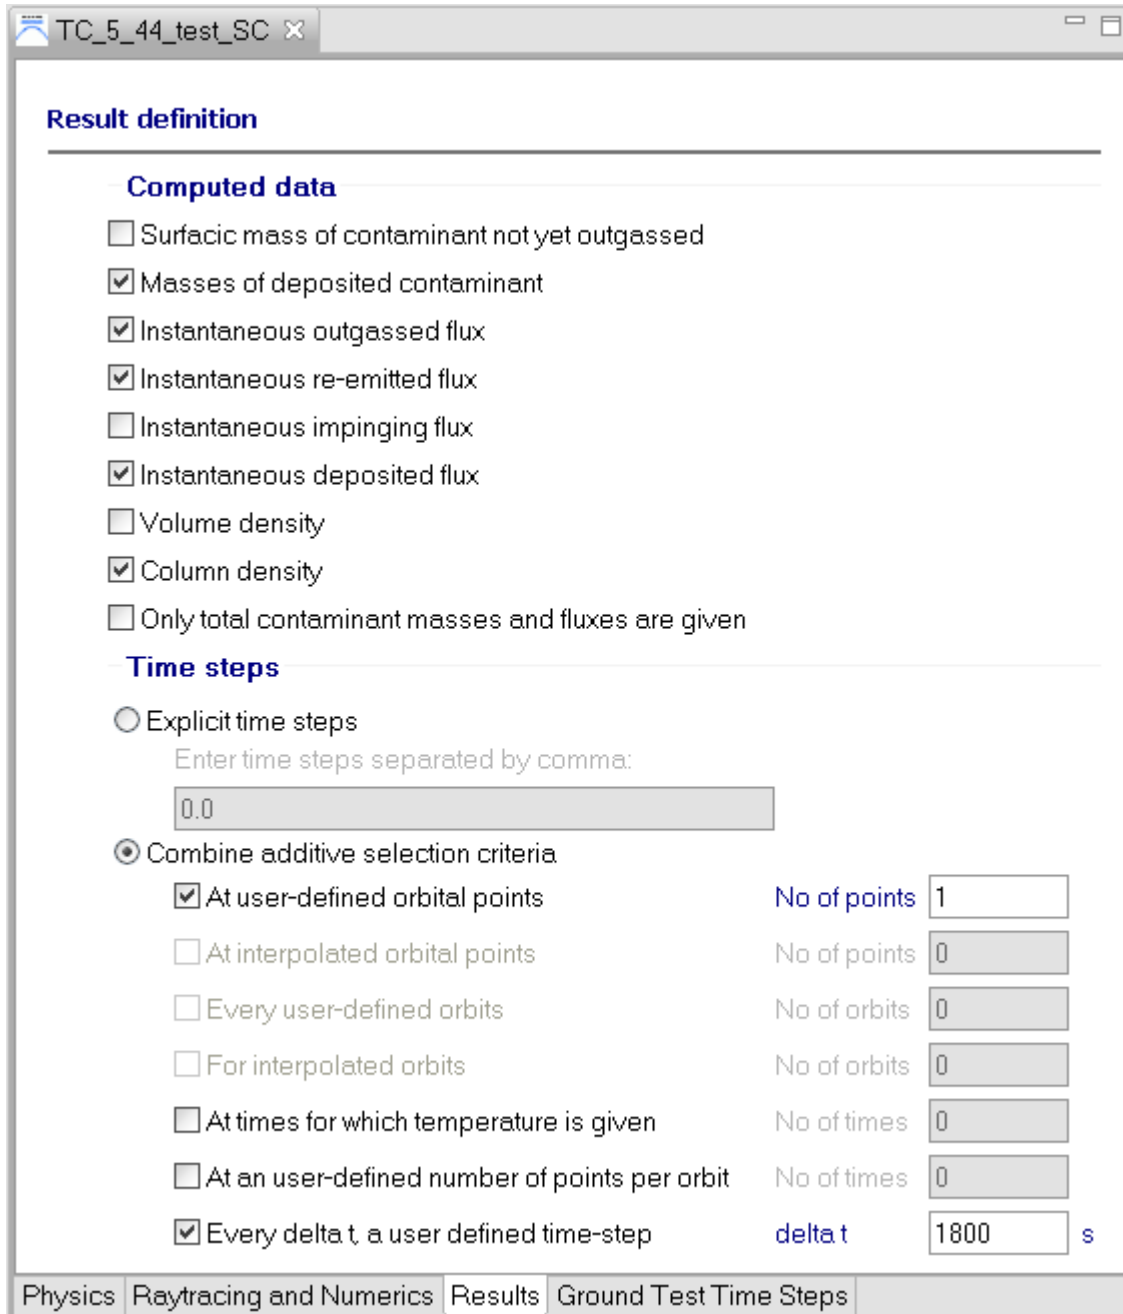 TC_5_44_test_SC
Result definition
Computed data
Surfacic mass of contaminant not yet outgassed
Masses of deposited contaminant
Instantaneous outgassed flux
Instantaneous re-emitted flux
Instantaneous impinging flux
Instantaneous deposited flux
Volume density
Column density
Only total contaminant masses and fluxes are given
Time steps
Explicit time steps
Enter time steps separated by comma:
0.0
Combine additive selection criteria
At user-defined orbital points No of points 1
At interpolated orbital points No of points 0
Every user-defined orbits No of orbits 0
For interpolated orbits No of orbits 0
At times for which temperature is given No of times 0
At an user-defined number of points per orbit No of times 0
Every delta t, a user defined time-step delta t 1800 s
Physics Raytracing and Numerics Results Ground Test Time Steps